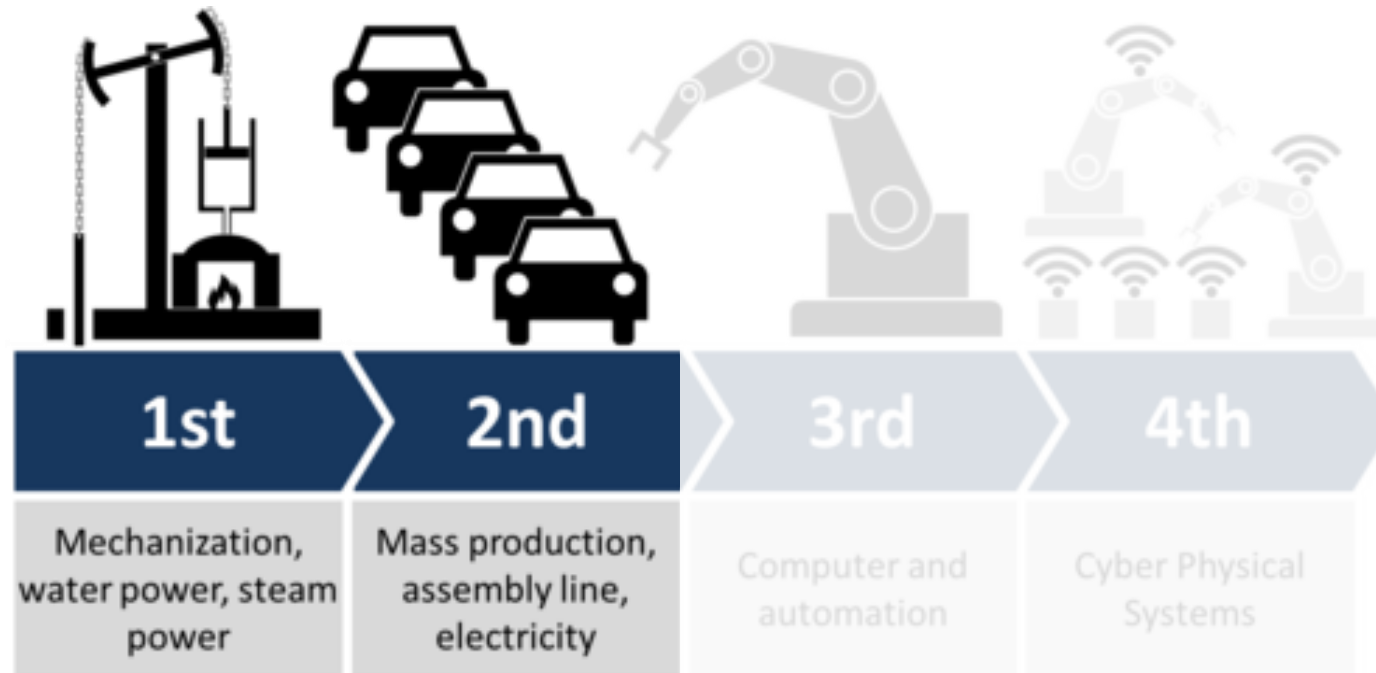 1st
2nd
3rd
4th
Mechanization,
water power, steam
power
Mass production,
assembly line,
electricity
Computer and
automation
Cyber Physical
Systems